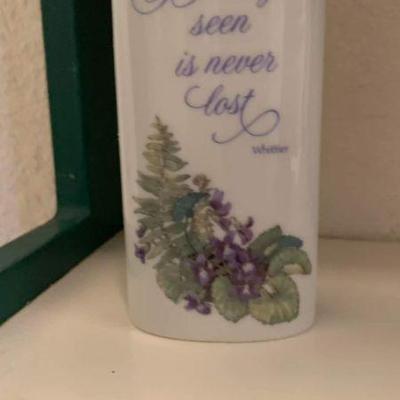 seen
is never
lost
Whittier